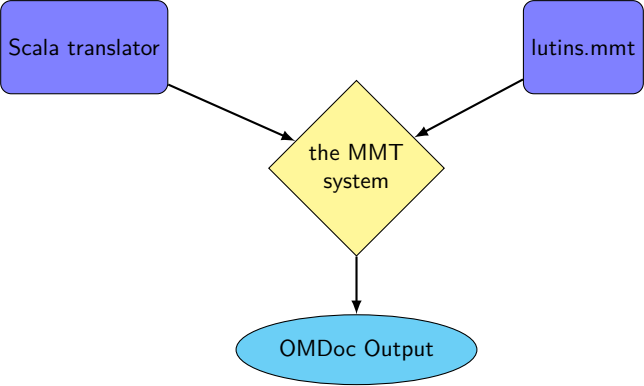 Scala translator
lutins.mmt
the MMT
system
OMDoc Output